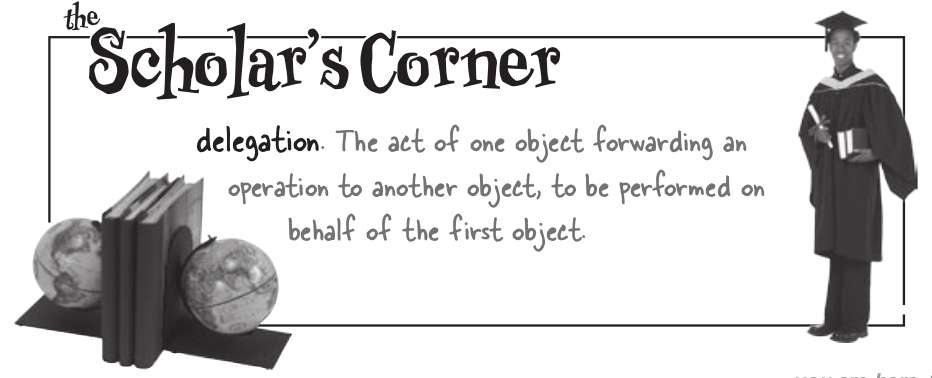 the
Scholar's Corner
delegation. The act of one object forwarding an
operation to another object, to be performed on
behalf of the first object.